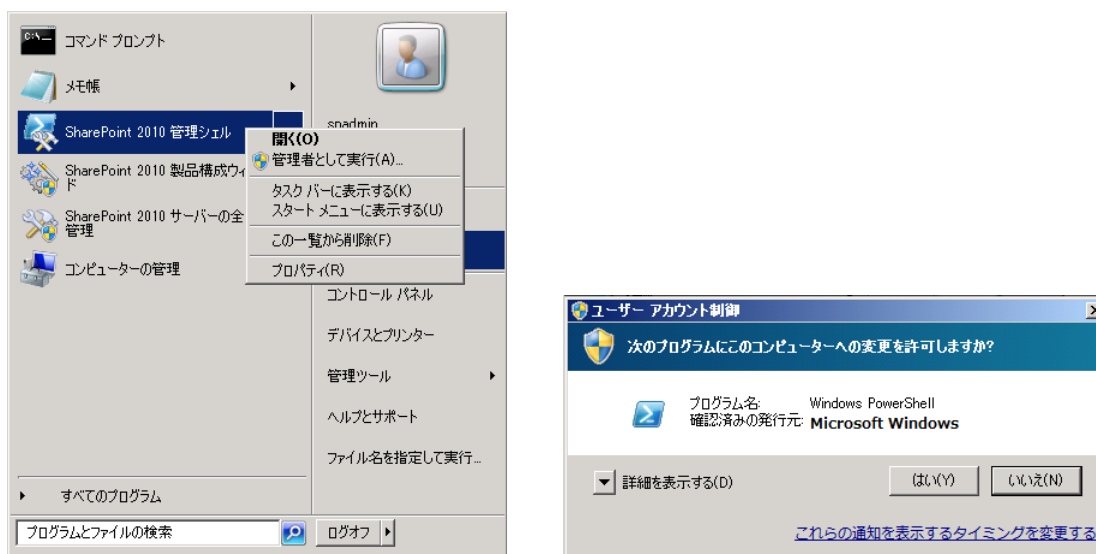 コマンド プロンプト
メモ帳
SharePoint 2010 管理シェル
SharePoint 2010 製品構成ウィ
ド
SharePoint 2010 サーバーの全
管理
コンピューターの管理
すべてのプログラム
プログラムとファイルの検索
spadmin
開く(O)
管理者として実行(A)...
タスク バーに表示する(K)
スタート メニューに表示する(U)
この一覧から削除(F)
プロパティ(R)
コントロール パネル
デバイスとプリンター
管理ツール
ヘルプとサポート
ファイル名を指定して実行...
ログオフ
ユーザー アカウント制御
次のプログラムにこのコンピューターへの変更を許可しますか?
プログラム名: Windows PowerShell
確認済みの発行元: Microsoft Windows
詳細を表示する(D)
はい(Y)
いいえ(N)
これらの通知を表示するタイミングを変更する